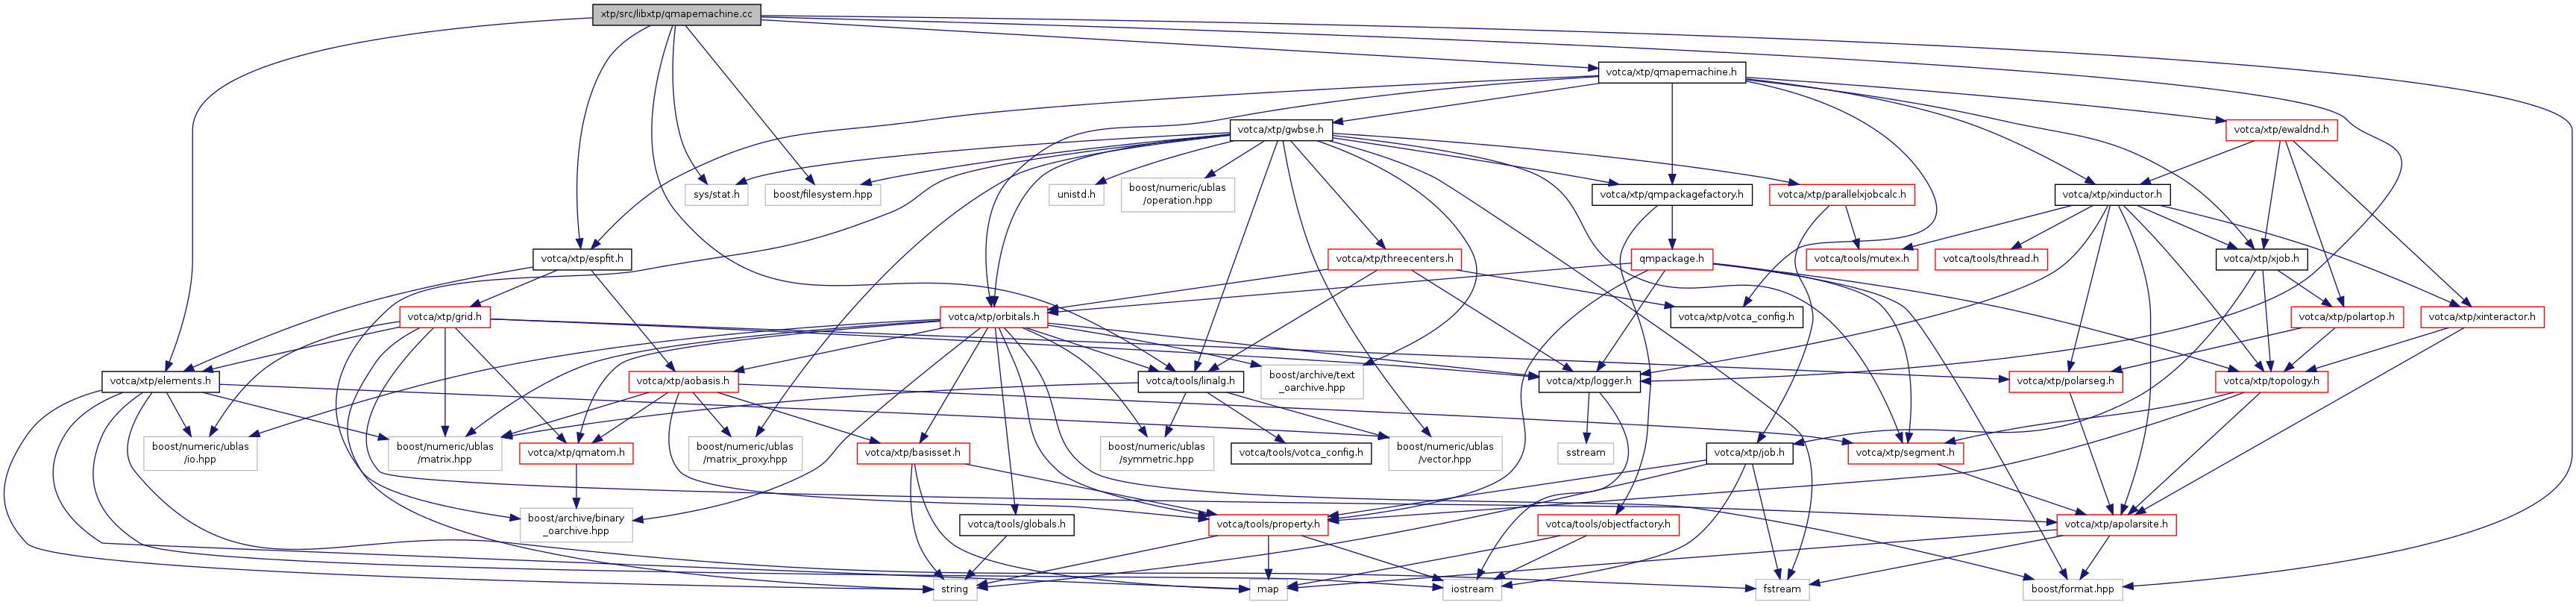 xtp/src/libxtp/qmapemachine.cc
votca/xtp/qmapemachine.h
votca/xtp/gwbse.h
votca/xtp/ewaldnd.h
sys/stat.h
boost/filesystem.hpp
unistd.h
boost/numeric/ublas
/operation.hpp
votca/xtp/qmpackagefactory.h
votca/xtp/parallelxjobcalc.h
votca/xtp/xinductor.h
votca/xtp/espfit.h
votca/xtp/threecenters.h
qmpackage.h
votca/tools/mutex.h
votca/tools/thread.h
votca/xtp/xjob.h
votca/xtp/grid.h
votca/xtp/orbitals.h
votca/xtp/votca_config.h
votca/xtp/polartop.h
votca/xtp/xinteractor.h
votca/xtp/elements.h
votca/xtp/aobasis.h
votca/tools/linalg.h
boost/archive/text
_oarchive.hpp
votca/xtp/logger.h
votca/xtp/polarseg.h
votca/xtp/topology.h
boost/numeric/ublas
/io.hpp
boost/numeric/ublas
/matrix.hpp
votca/xtp/qmatom.h
boost/numeric/ublas
/matrix_proxy.hpp
votca/xtp/basisset.h
boost/numeric/ublas
/symmetric.hpp
votca/tools/votca_config.h
boost/numeric/ublas
/vector.hpp
sstream
votca/xtp/job.h
votca/xtp/segment.h
boost/archive/binary
_oarchive.hpp
votca/tools/globals.h
votca/tools/property.h
votca/tools/objectfactory.h
votca/xtp/apolarsite.h
string
map
iostream
fstream
boost/format.hpp